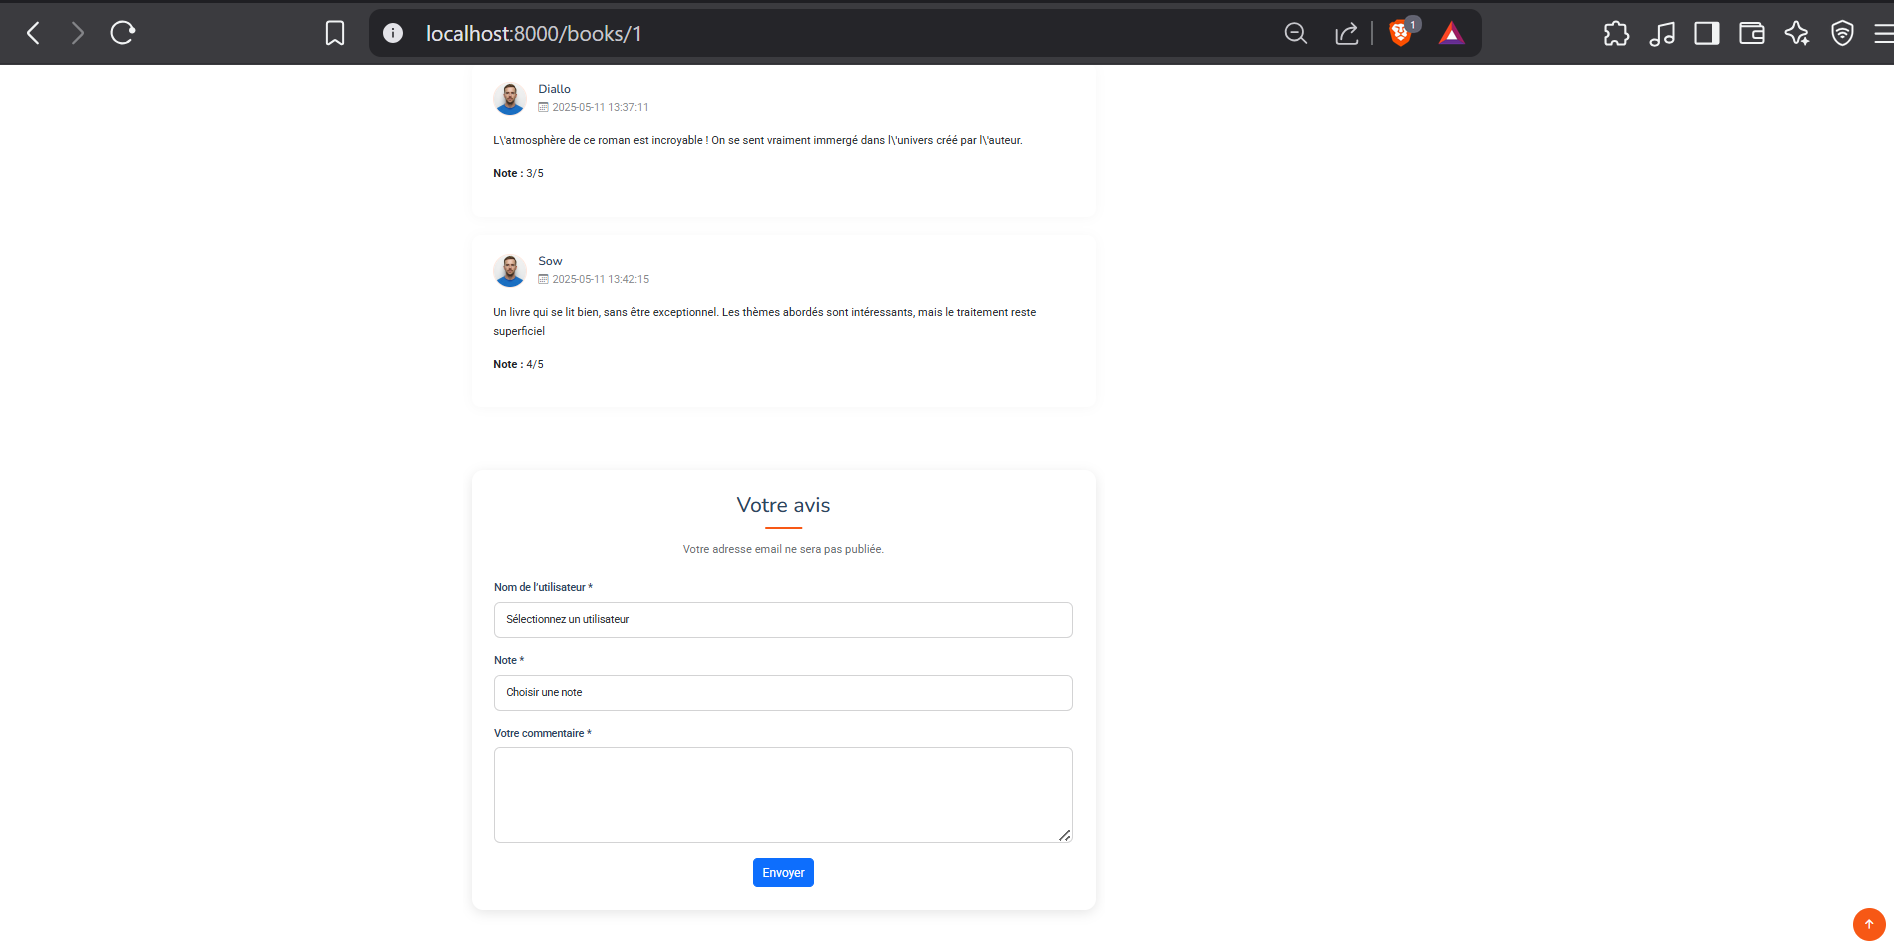 localhost:8000/books/1
1
Diallo
2025-05-11 13:37:11
L\'atmosphère de ce roman est incroyable ! On se sent vraiment immergé dans l\'univers créé par l\'auteur.
Note : 3/5
Sow
2025-05-11 13:42:15
Un livre qui se lit bien, sans être exceptionnel. Les thèmes abordés sont intéressants, mais le traitement reste
superficiel
Note : 4/5
Votre avis
Votre adresse email ne sera pas publiée.
Nom de l'utilisateur *
Sélectionnez un utilisateur
Note *
Choisir une note
Votre commentaire *
Envoyer